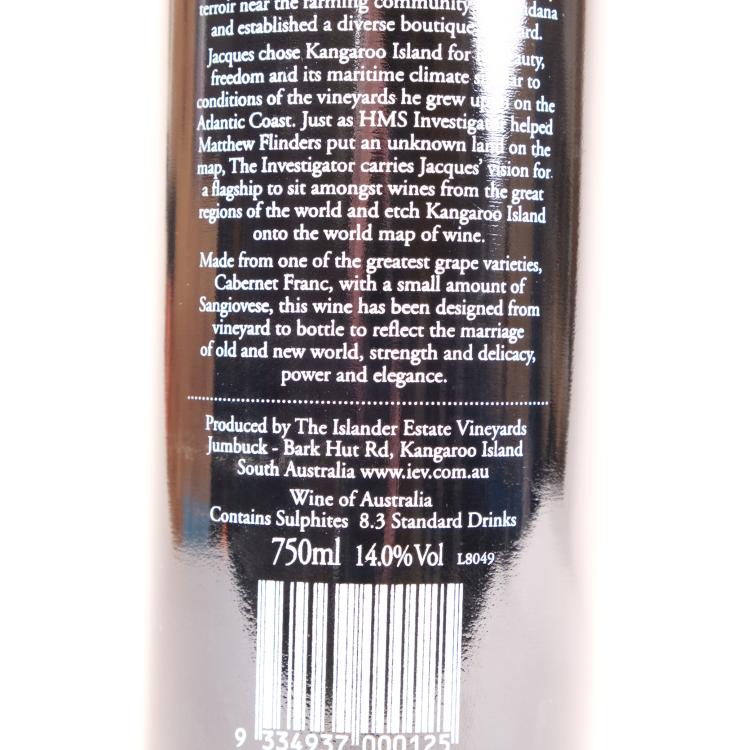 terroir near the farming community
and established a diverse boutique
Jacques chose Kangaroo Island for
freedom and its maritime climate
conditions of the vineyards he grew on the
Atlantic Coast. Just as HMS Investigator helped
Matthew Flinders put an unknown land on the
map, The Investigator carries Jacques' vision for
a flagship to sit amongst wines from the great
regions of the world and etch Kangaroo Island
onto the world map of wine.
Made from one of the greatest grape varieties,
Cabernet Franc, with a small amount of
Sangiovese, this wine has been designed from
vineyard to bottle to reflect the marriage
of old and new world, strength and delicacy,
power and elegance.
Produced by The Islander Estate Vineyards
Jumbuck - Bark Hut Rd, Kangaroo Island
South Australia www.iev.com.au
Wine of Australia
Contains Sulphites 8.3 Standard Drinks
750ml 14.0%Vol L8049
9 334937 000125